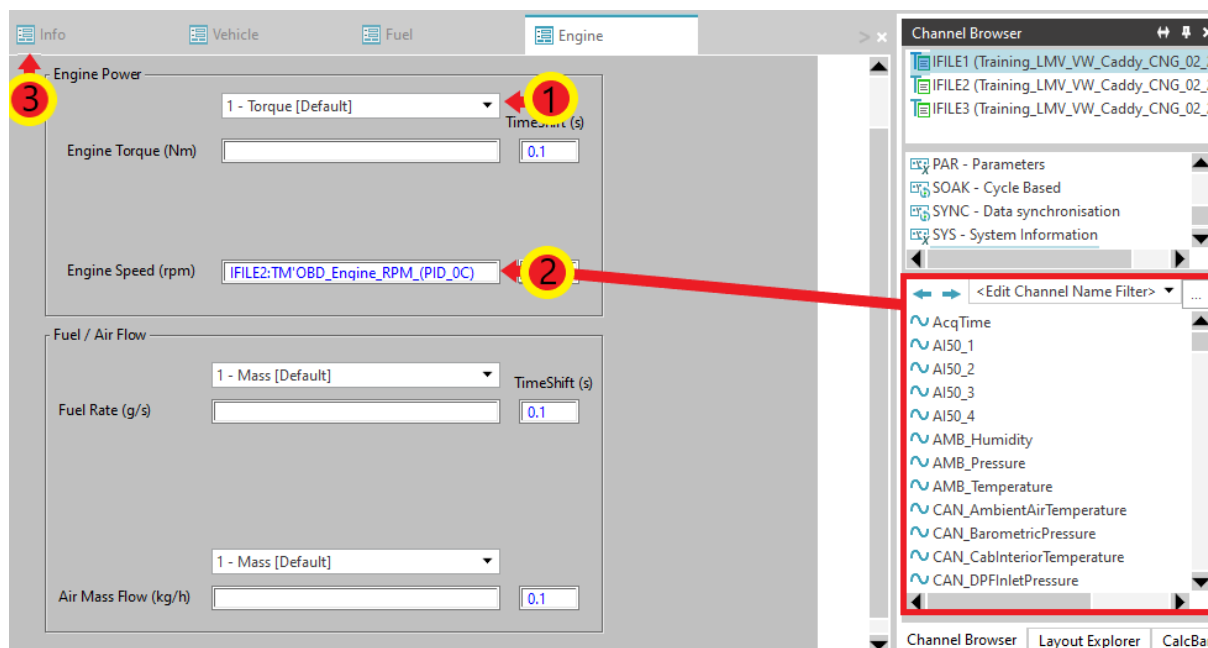 Info
Vehicle
Fuel
Engine
Engine Power
3
1 - Torque [Default]
1
TimeShift (s)
Engine Torque (Nm)
0.1
Engine Speed (rpm)
IFILE2:TM'OBD_Engine_RPM_(PID_0C)
2
Fuel / Air Flow
1 - Mass [Default]
TimeShift (s)
Fuel Rate (g/s)
0.1
1 - Mass [Default]
Air Mass Flow (kg/h)
0.1
Channel Browser
IFILE1 (Training_LMV_VW_Caddy_CNG_02_
IFILE2 (Training_LMV_VW_Caddy_CNG_02_
IFILE3 (Training_LMV_VW_Caddy_CNG_02_
PAR - Parameters
SOAK - Cycle Based
SYNC - Data synchronisation
SYS - System Information
<Edit Channel Name Filter>
...
AcqTime
AI50_1
AI50_2
AI50_3
AI50_4
AMB_Humidity
AMB_Pressure
AMB_Temperature
CAN_AmbientAirTemperature
CAN_BarometricPressure
CAN_CabInteriorTemperature
CAN_DPFInletPressure
Channel Browser
Layout Explorer
CalcBa